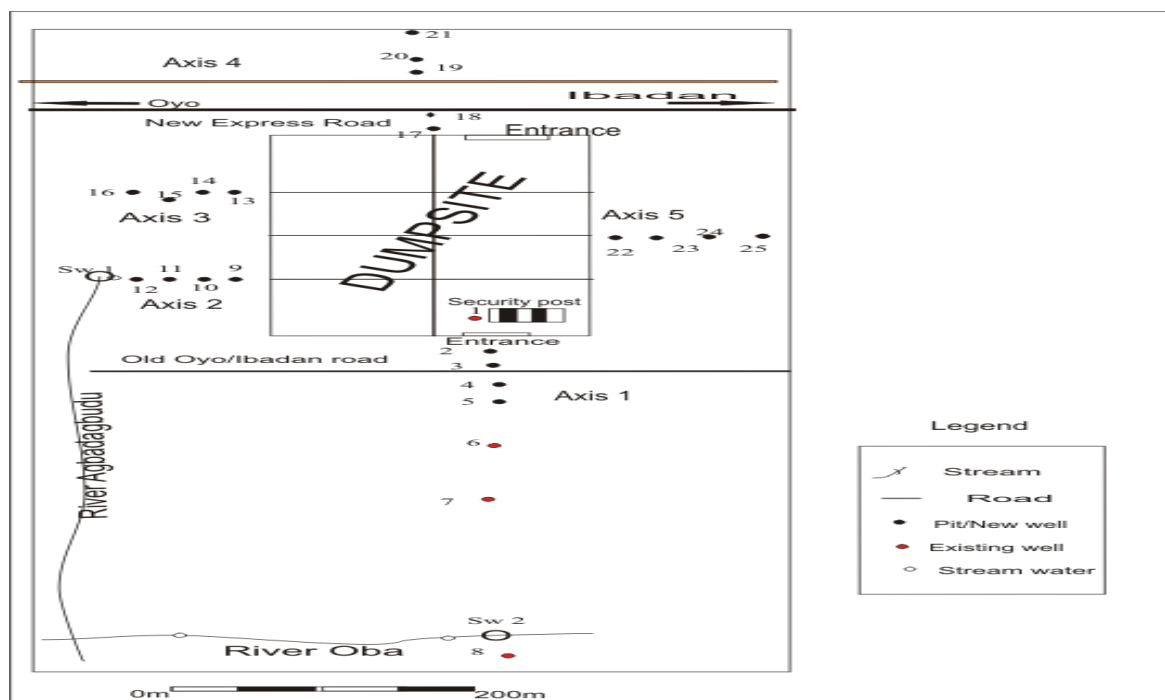 21
20
19
Axis 4
Ibadan
Oyo
New Express Road
18
17
Entrance
14
16
15
13
Axis 3
DUMPSITE
Axis 5
24
22
23
25
Sw 1
11
9
12
10
Axis 2
Security post
1
Entrance
2
Old Oyo/Ibadan road
3
4
5
Axis 1
6
7
River Agbadagbudu
Sw 2
River Oba
8
0m
200m
Legend
Stream
Road
Pit/New well
Existing well
Stream water